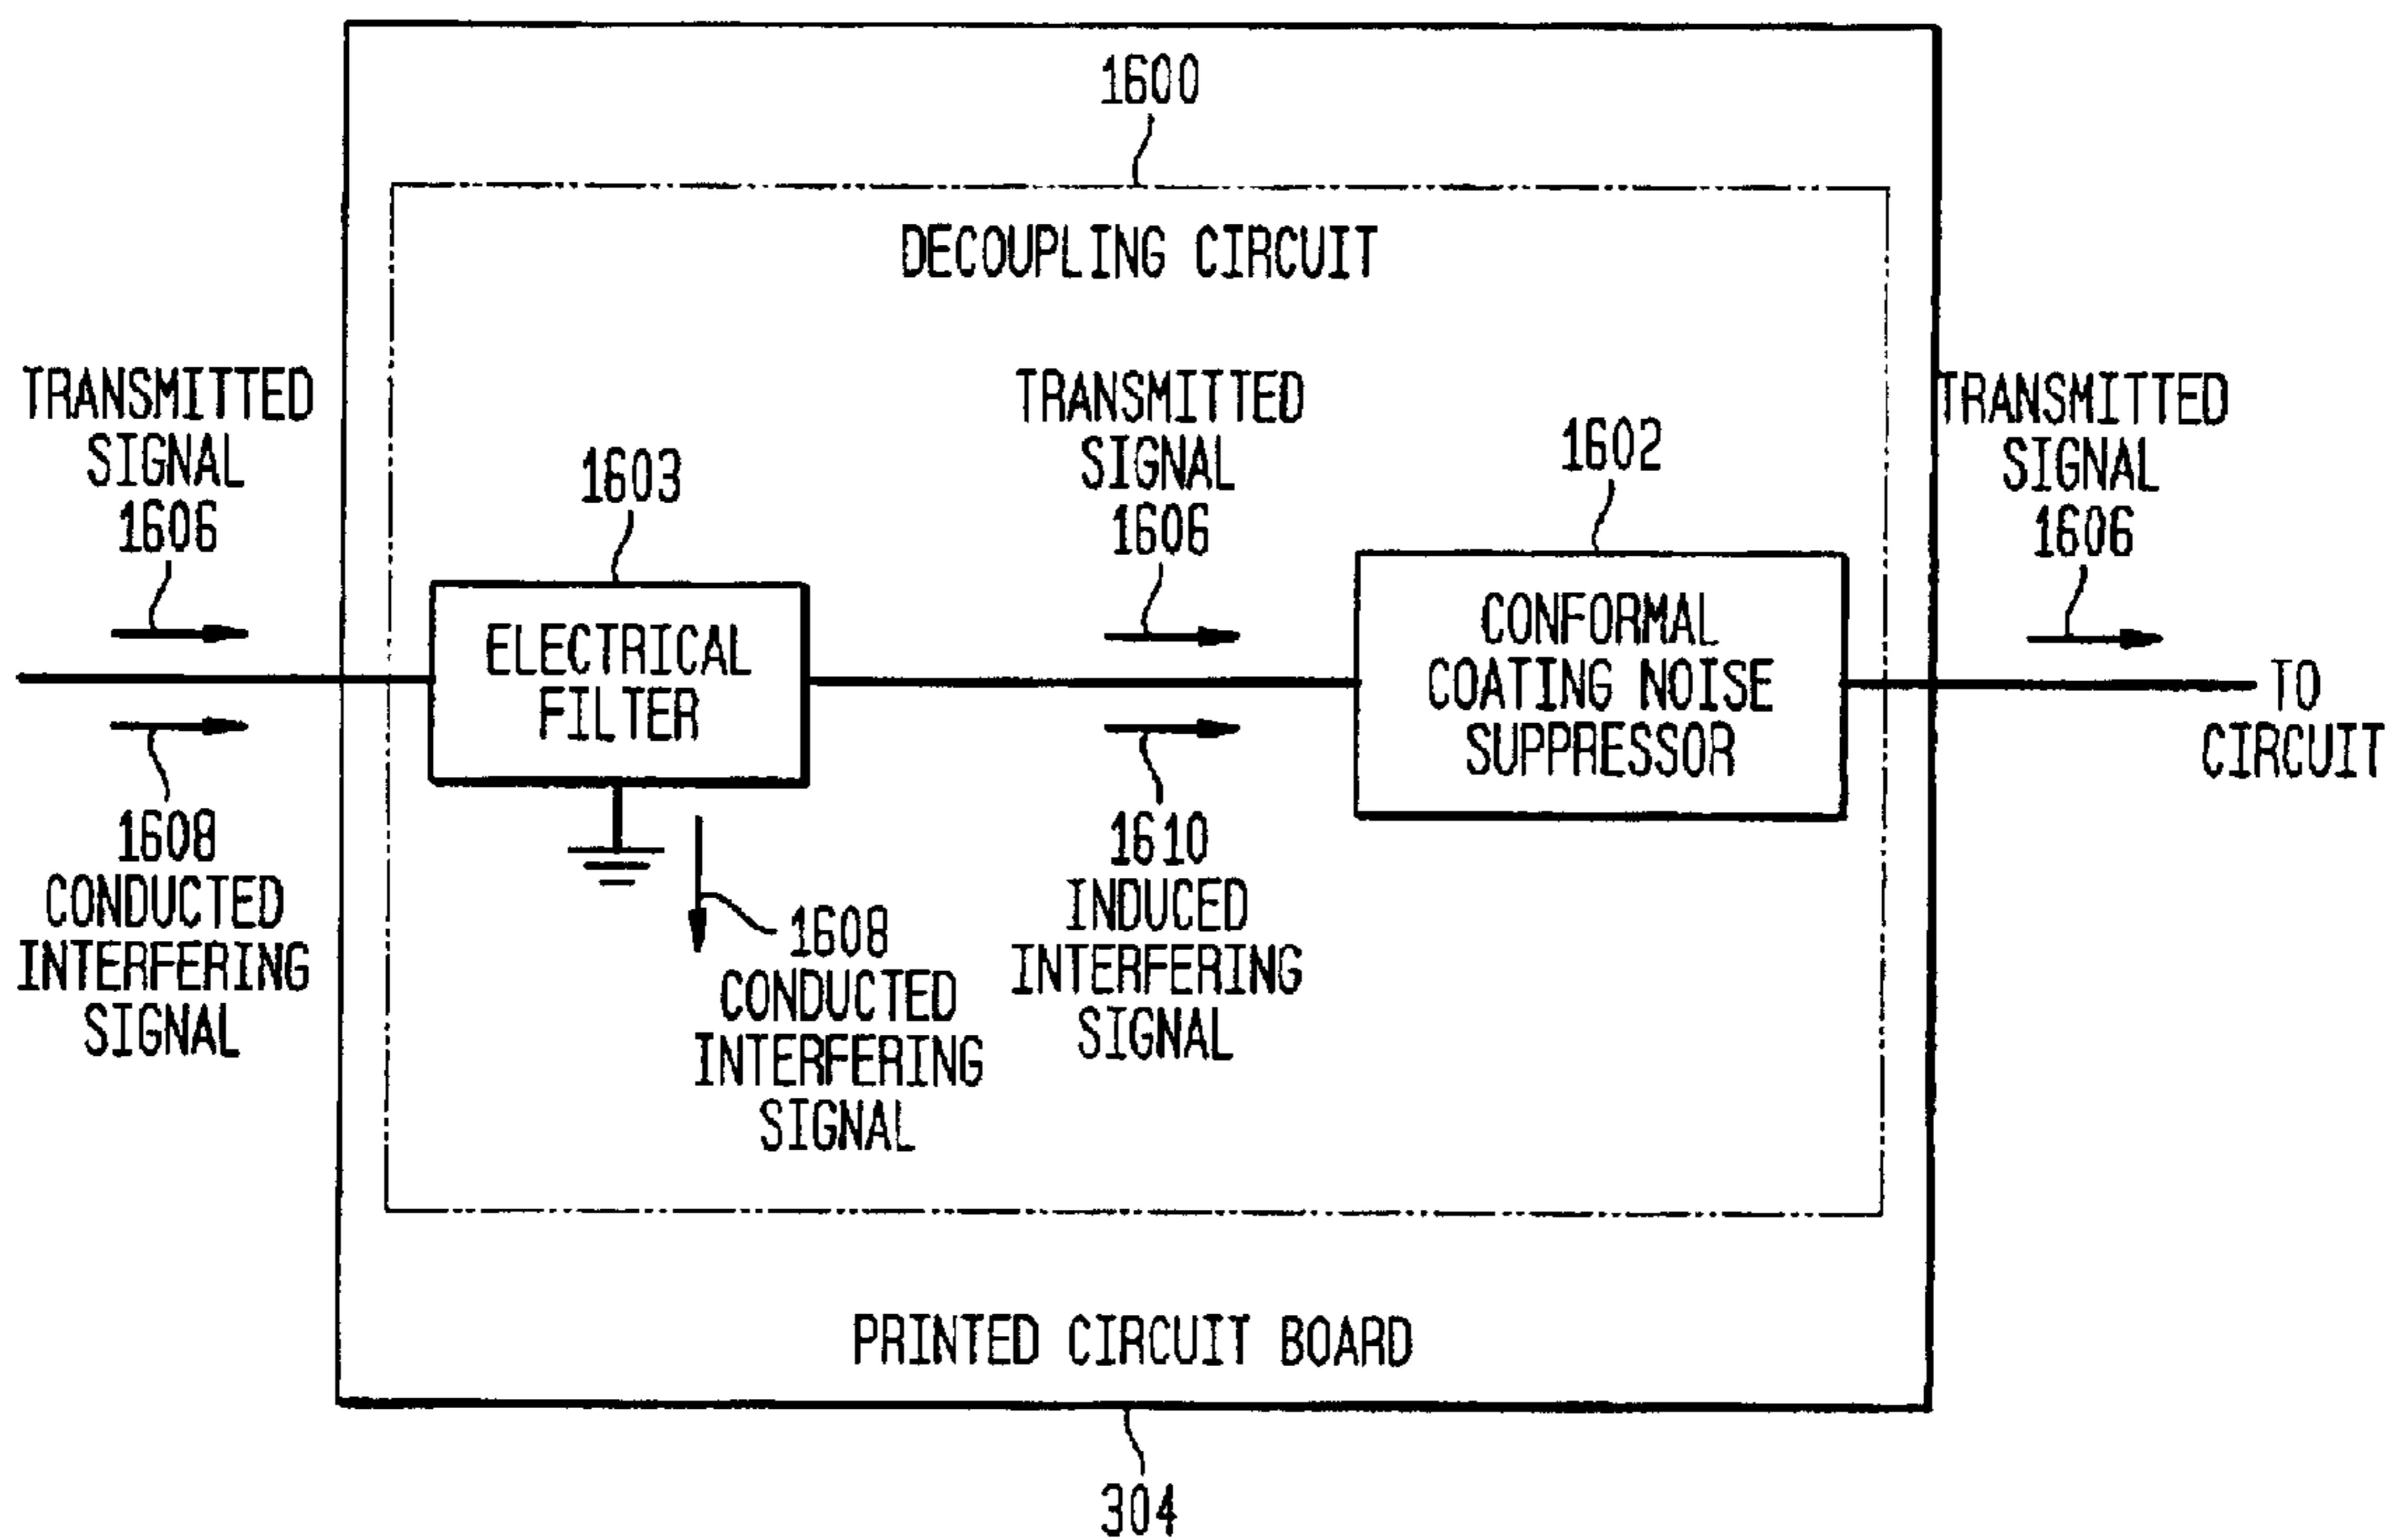 1600
DECOUPLING CIRCUIT
TRANSMITTED
SIGNAL
1606
1608
CONDUCTED
INTERFERING
SIGNAL
1603
ELECTRICAL
FILTER
1608
CONDUCTED
INTERFERING
SIGNAL
TRANSMITTED
SIGNAL
1606
1610
INDUCED
INTERFERING
SIGNAL
1602
CONFORMAL
COATING NOISE
SUPPRESSOR
TRANSMITTED
SIGNAL
1606
TO
CIRCUIT
PRINTED CIRCUIT BOARD
304